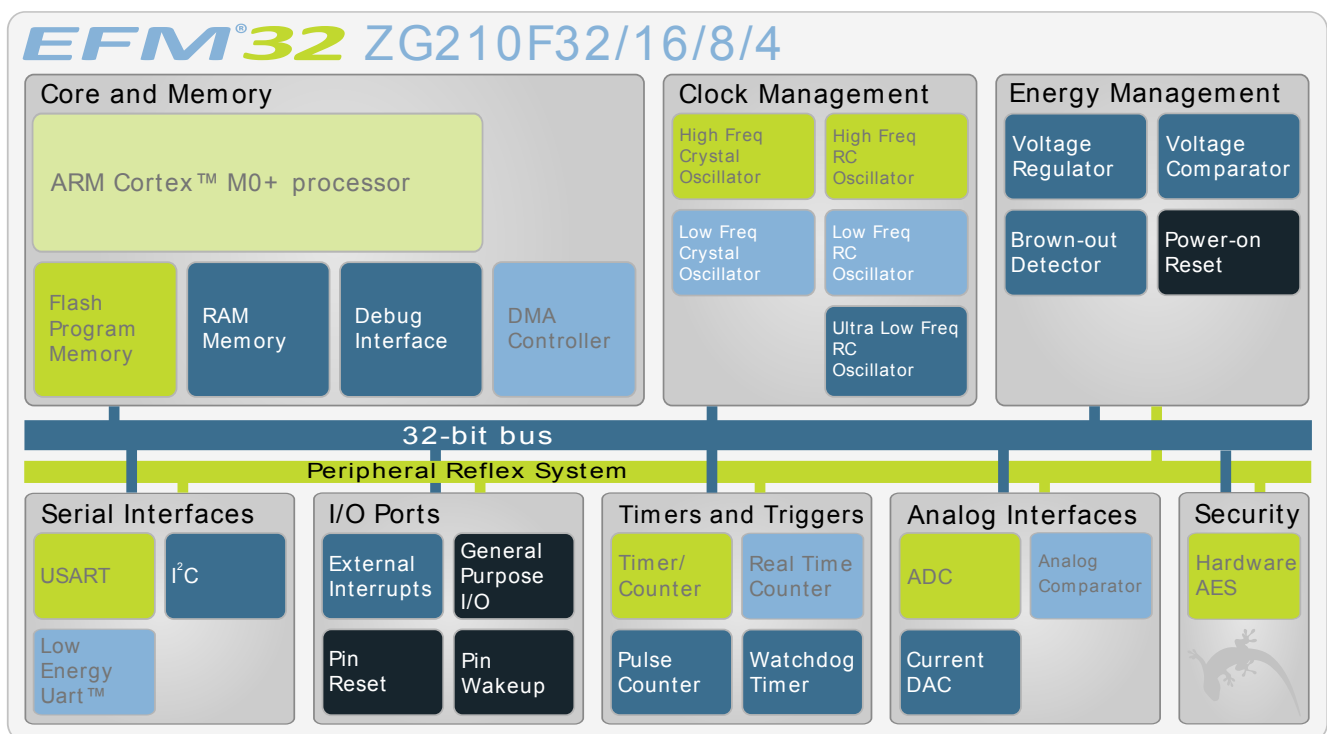 EFM®32 ZG210F32/16/8/4
Core and Memory
ARM Cortex™ M0+ processor
Flash
Program
Memory
RAM
Memory
Debug
Interface
DMA
Controller
Clock Management
High Freq
Crystal
Oscillator
High Freq
RC
Oscillator
Low Freq
Crystal
Oscillator
Low Freq
RC
Oscillator
Ultra Low Freq
RC
Oscillator
Energy Management
Voltage
Regulator
Voltage
Comparator
Brown-out
Detector
Power-on
Reset
32-bit bus
Peripheral Reflex System
Serial Interfaces
USART
I²C
Low
Energy
Uart™
I/O Ports
External
Interrupts
General
Purpose
I/O
Pin
Reset
Pin
Wakeup
Timers and Triggers
Timer/
Counter
Real Time
Counter
Pulse
Counter
Watchdog
Timer
Analog Interfaces
ADC
Analog
Comparator
Current
DAC
Security
Hardware
AES